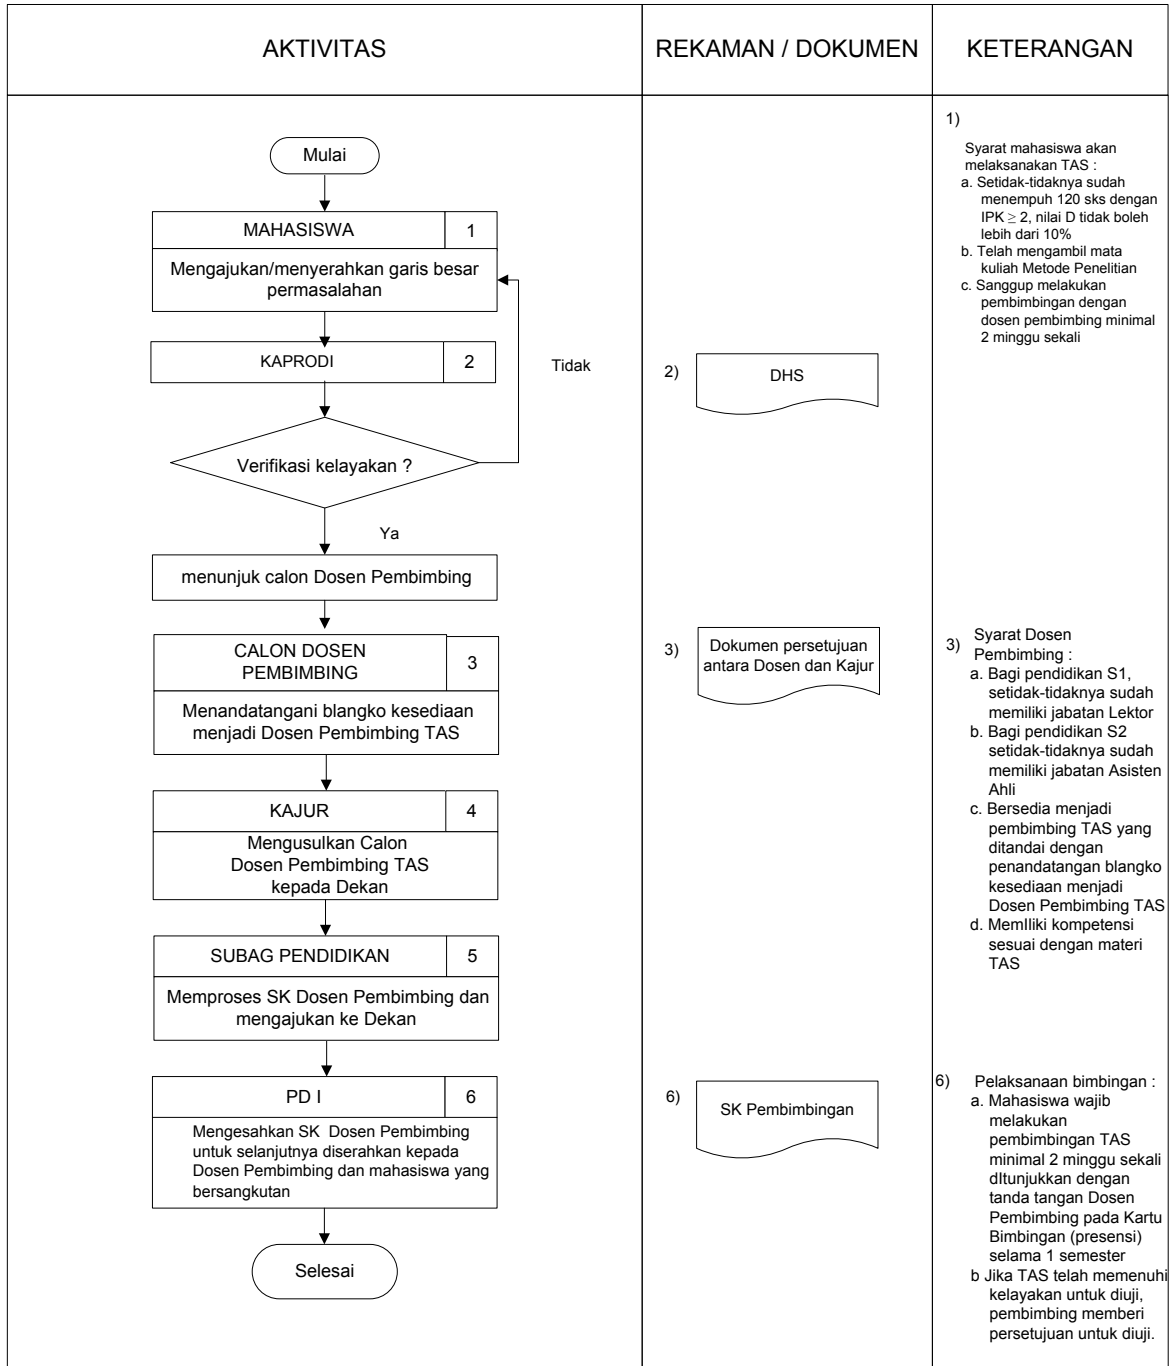 AKTIVITAS
REKAMAN / DOKUMEN
KETERANGAN
Mulai
MAHASISWA
1
Mengajukan/menyerahkan garis besar
permasalahan
KAPRODI
2
Tidak
Verifikasi kelayakan ?
Ya
menunjuk calon Dosen Pembimbing
CALON DOSEN
PEMBIMBING
3
Menandatangani blangko kesediaan
menjadi Dosen Pembimbing TAS
KAJUR
4
Mengusulkan Calon
Dosen Pembimbing TAS
kepada Dekan
SUBAG PENDIDIKAN
5
Memproses SK Dosen Pembimbing dan
mengajukan ke Dekan
PD I
6
Mengesahkan SK  Dosen Pembimbing
untuk selanjutnya diserahkan kepada
Dosen Pembimbing dan mahasiswa yang
bersangkutan
Selesai
2)
DHS
3)
Dokumen persetujuan
antara Dosen dan Kajur
6)
SK Pembimbingan
1)
Syarat mahasiswa akan
melaksanakan TAS :
a. Setidak-tidaknya sudah
menempuh 120 sks dengan
IPK ≥ 2, nilai D tidak boleh
lebih dari 10%
b. Telah mengambil mata
kuliah Metode Penelitian
c. Sanggup melakukan
pembimbingan dengan
dosen pembimbing minimal
2 minggu sekali
3)
Syarat Dosen
Pembimbing :
a. Bagi pendidikan S1,
setidak-tidaknya sudah
memiliki jabatan Lektor
b. Bagi pendidikan S2
setidak-tidaknya sudah
memiliki jabatan Asisten
Ahli
c. Bersedia menjadi
pembimbing TAS yang
ditandai dengan
penandatangan blangko
kesediaan menjadi
Dosen Pembimbing TAS
d. MemIliki kompetensi
sesuai dengan materi
TAS
6)
Pelaksanaan bimbingan :
a. Mahasiswa wajib
melakukan
pembimbingan TAS
minimal 2 minggu sekali
dItunjukkan dengan
tanda tangan Dosen
Pembimbing pada Kartu
Bimbingan (presensi)
selama 1 semester
b Jika TAS telah memenuhi
kelayakan untuk diuji,
pembimbing memberi
persetujuan untuk diuji.